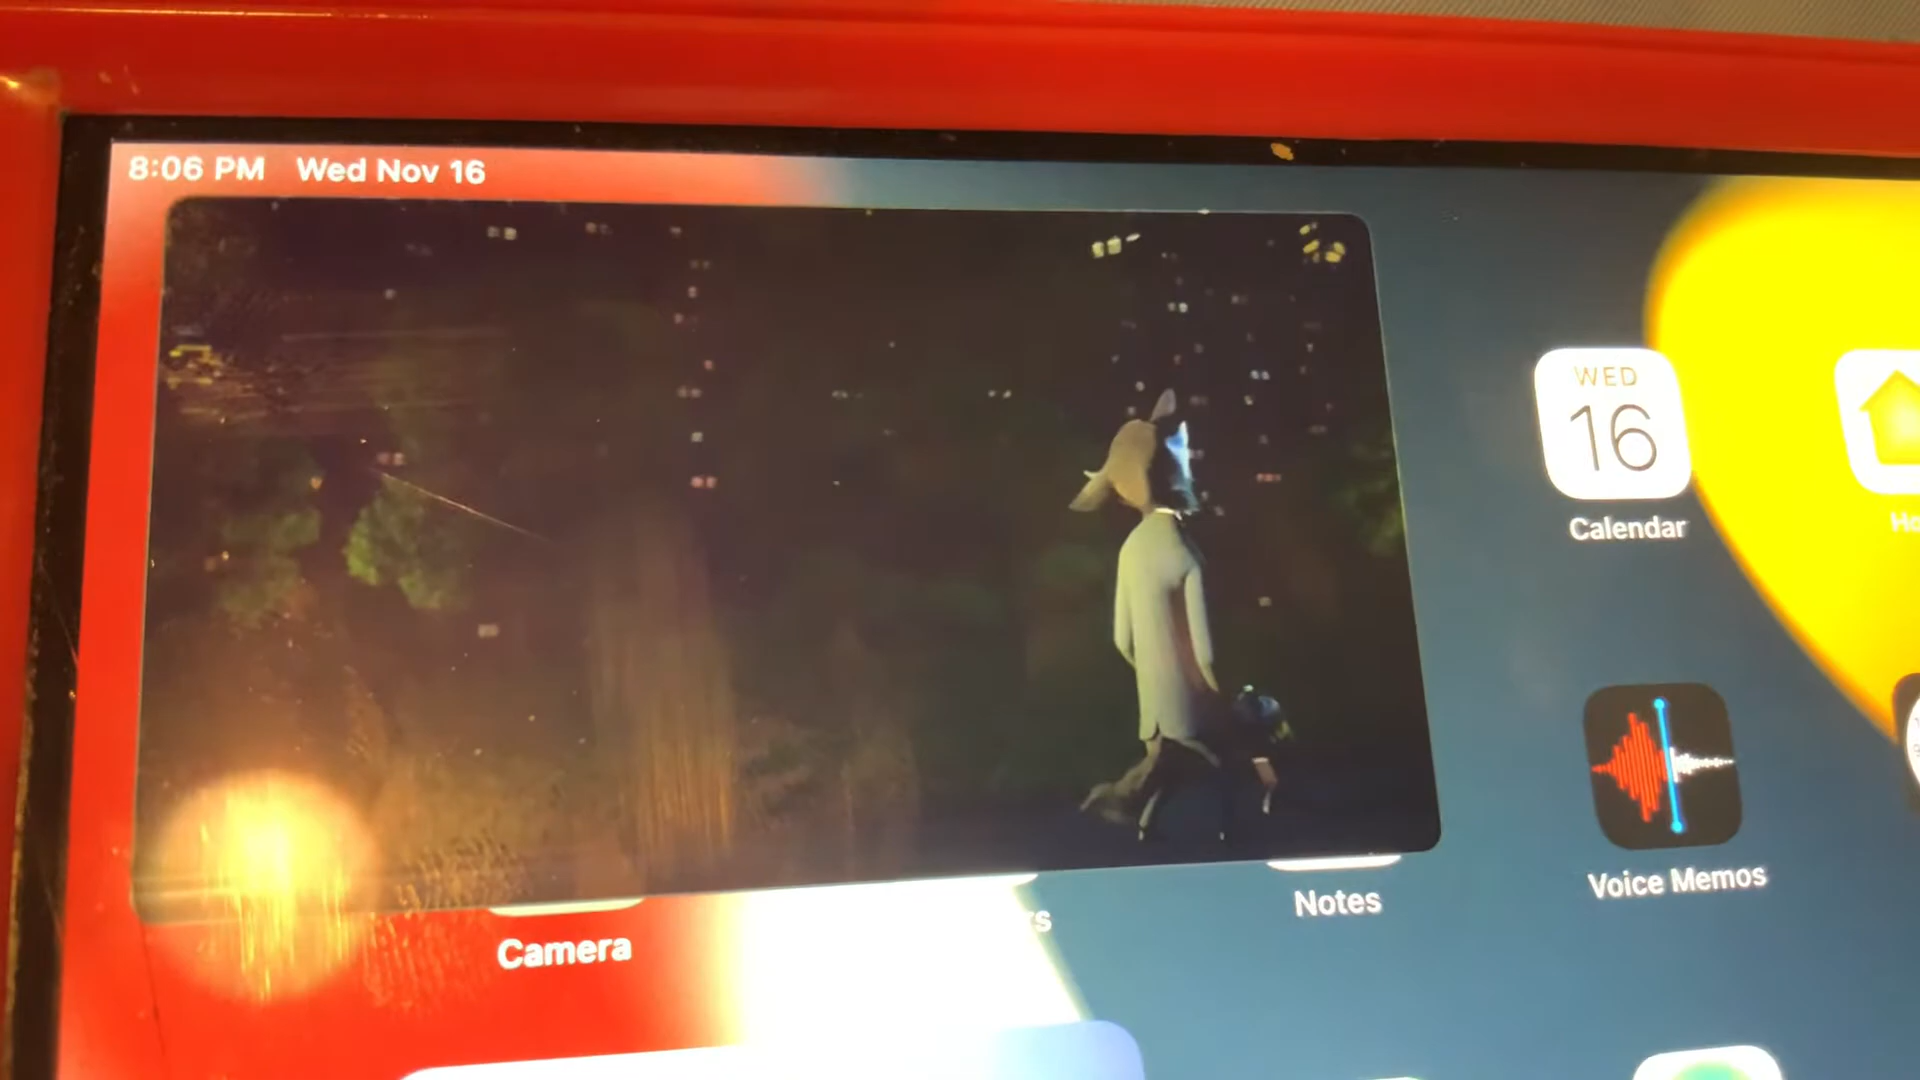 8:06 PM Wed Nov 16
WED
16
Calendar
Voice Memos
Notes
Camera